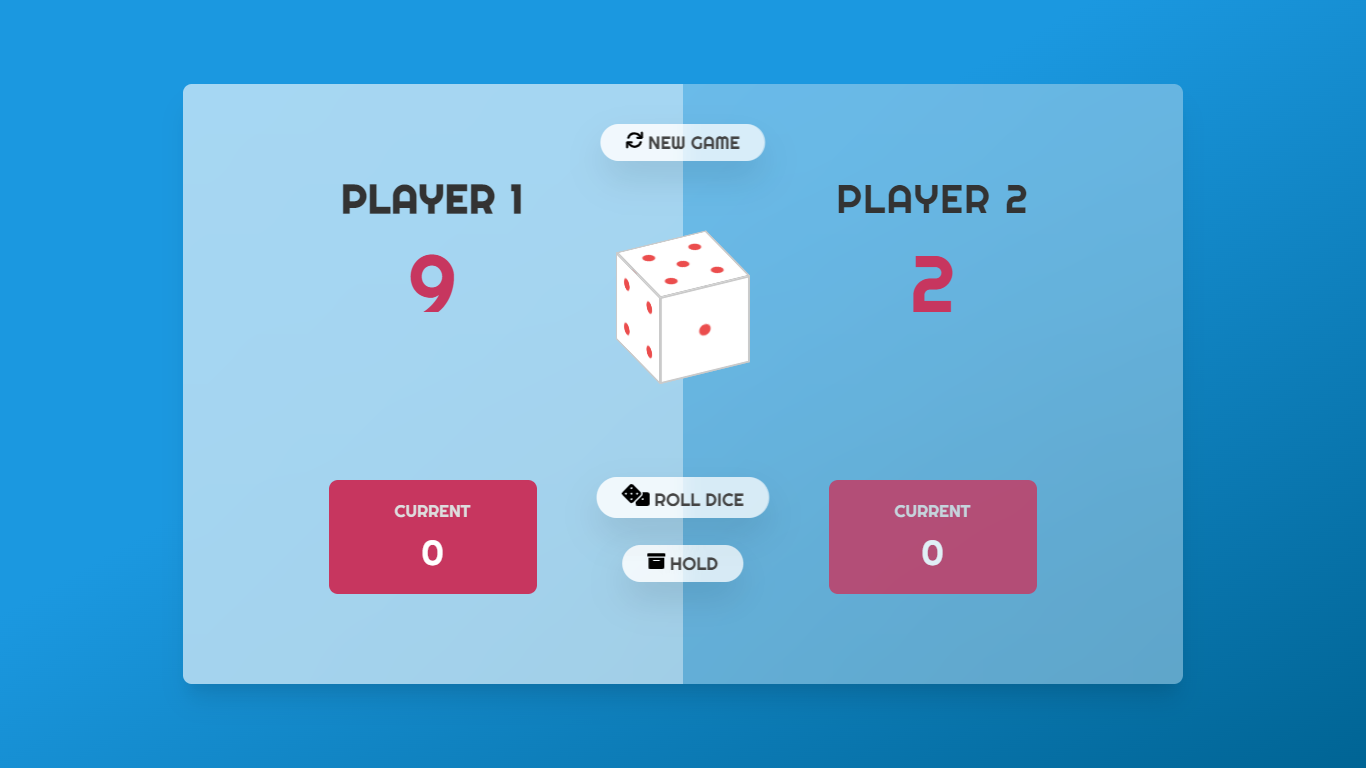 NEW GAME
PLAYER 1
9
PLAYER 2
2
CURRENT
0
ROLL DICE
HOLD
CURRENT
0